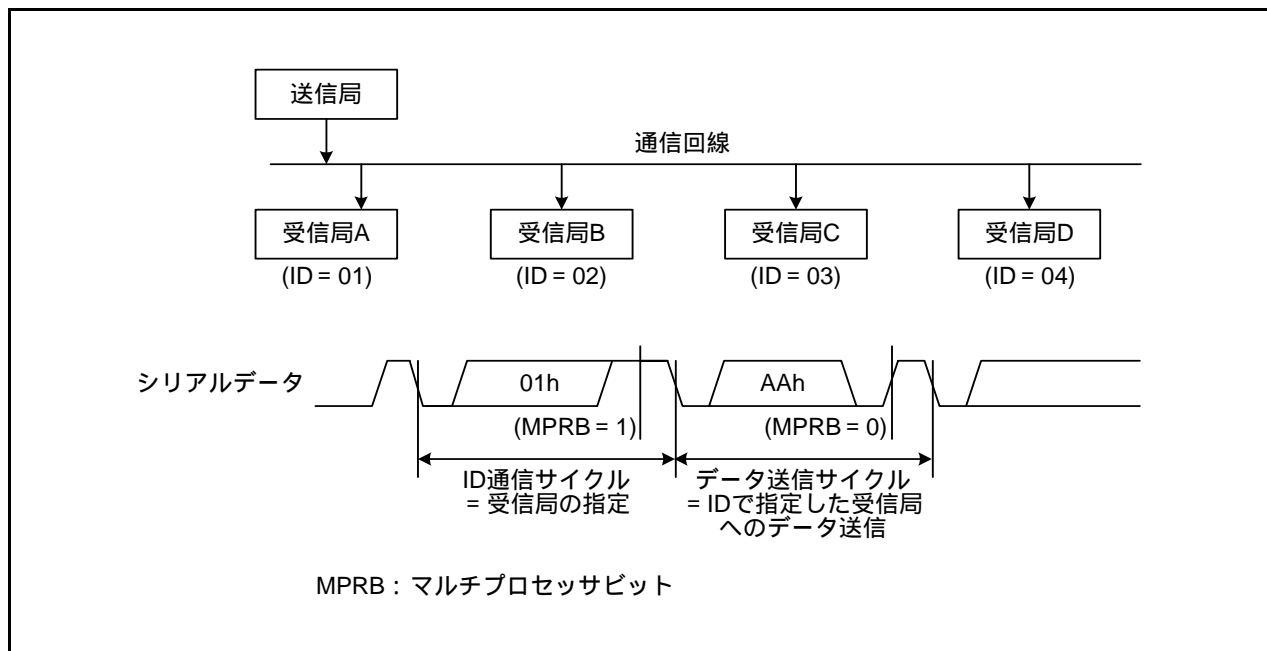 送信局
通信回線
受信局A
受信局B
受信局C
受信局D
(ID = 01)
(ID = 02)
(ID = 03)
(ID = 04)
シリアルデータ
01h
AAh
(MPRB = 1)
(MPRB = 0)
ID通信サイクル
= 受信局の指定
データ送信サイクル
= IDで指定した受信局
へのデータ送信
MPRB : マルチプロセッサビット